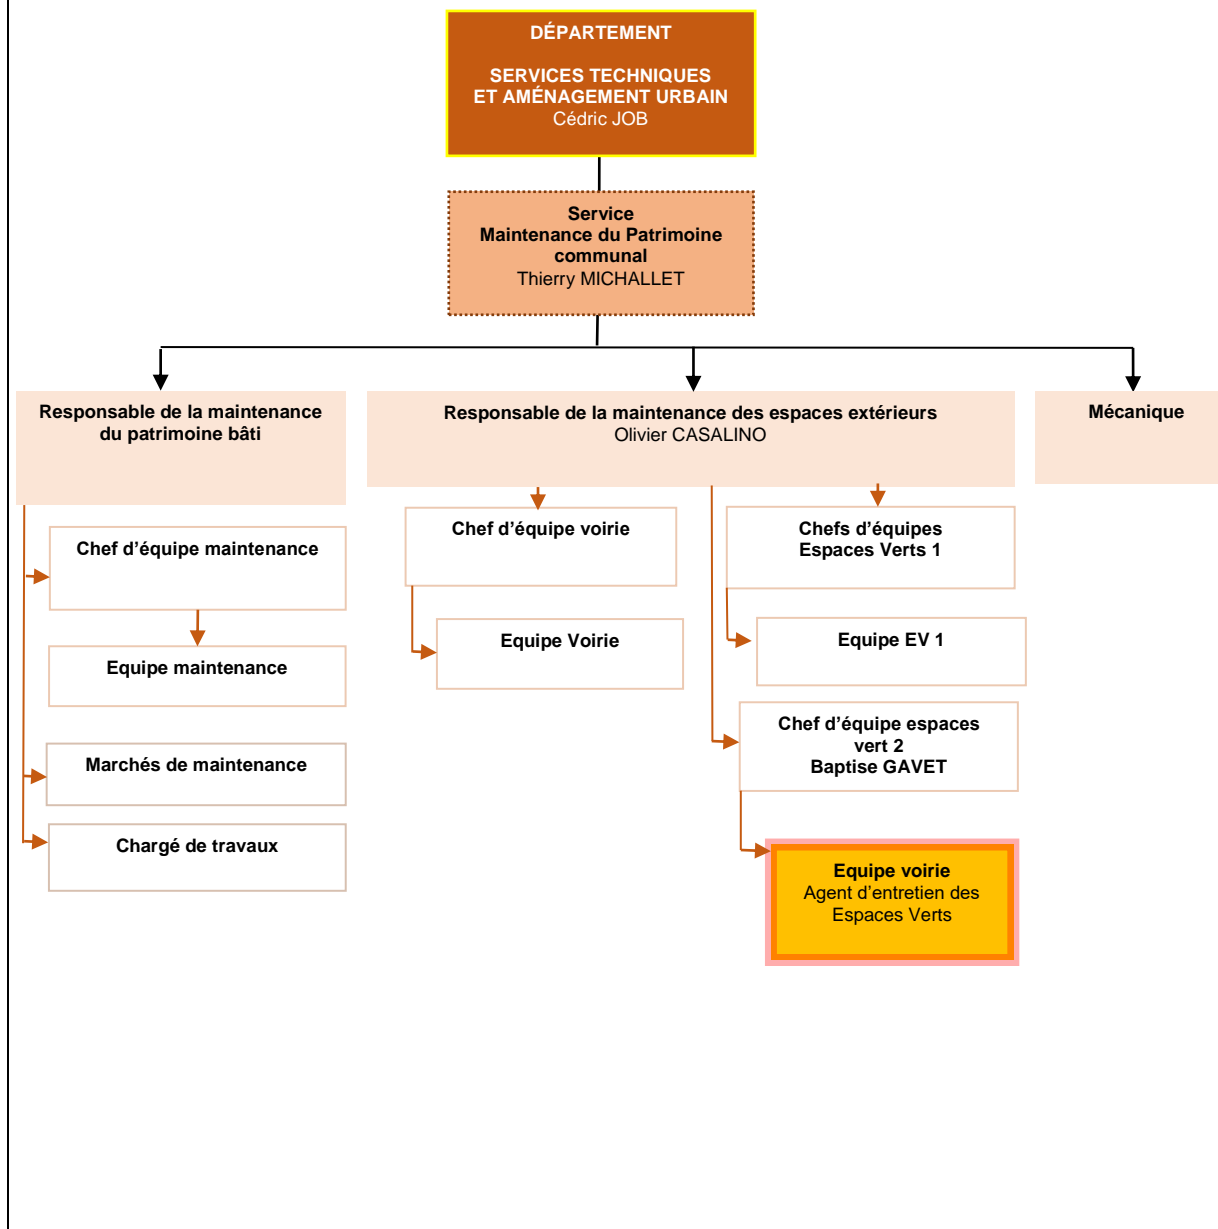 DÉPARTEMENT
SERVICES TECHNIQUES
ET AMÉNAGEMENT URBAIN
Cédric JOB
Service
Maintenance du Patrimoine
communal
Thierry MICHALLET
Responsable de la maintenance
du patrimoine bâti
Responsable de la maintenance des espaces extérieurs
Olivier CASALINO
Mécanique
Chef d’équipe maintenance
Equipe maintenance
Marchés de maintenance
Chargé de travaux
Chef d’équipe voirie
Equipe Voirie
Chefs d’équipes
Espaces Verts 1
Equipe EV 1
Chef d’équipe espaces
vert 2
Baptise GAVET
Equipe voirie
Agent d’entretien des
Espaces Verts